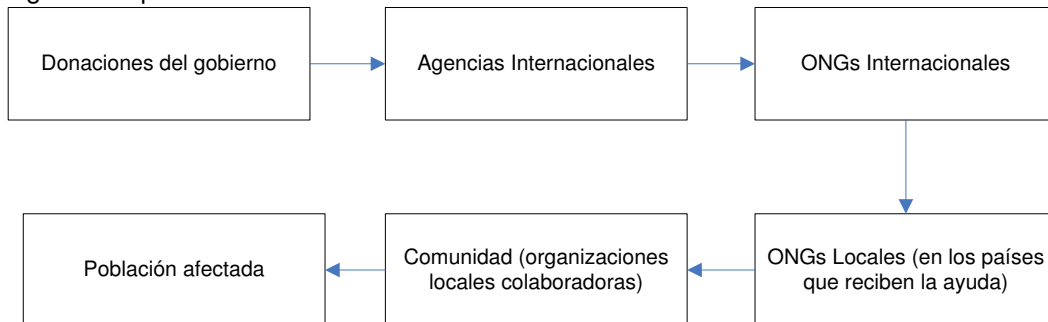 Donaciones del gobierno
Agencias Internacionales
ONGs Internacionales
Población afectada
Comunidad (organizaciones
locales colaboradoras)
ONGs Locales (en los países
que reciben la ayuda)